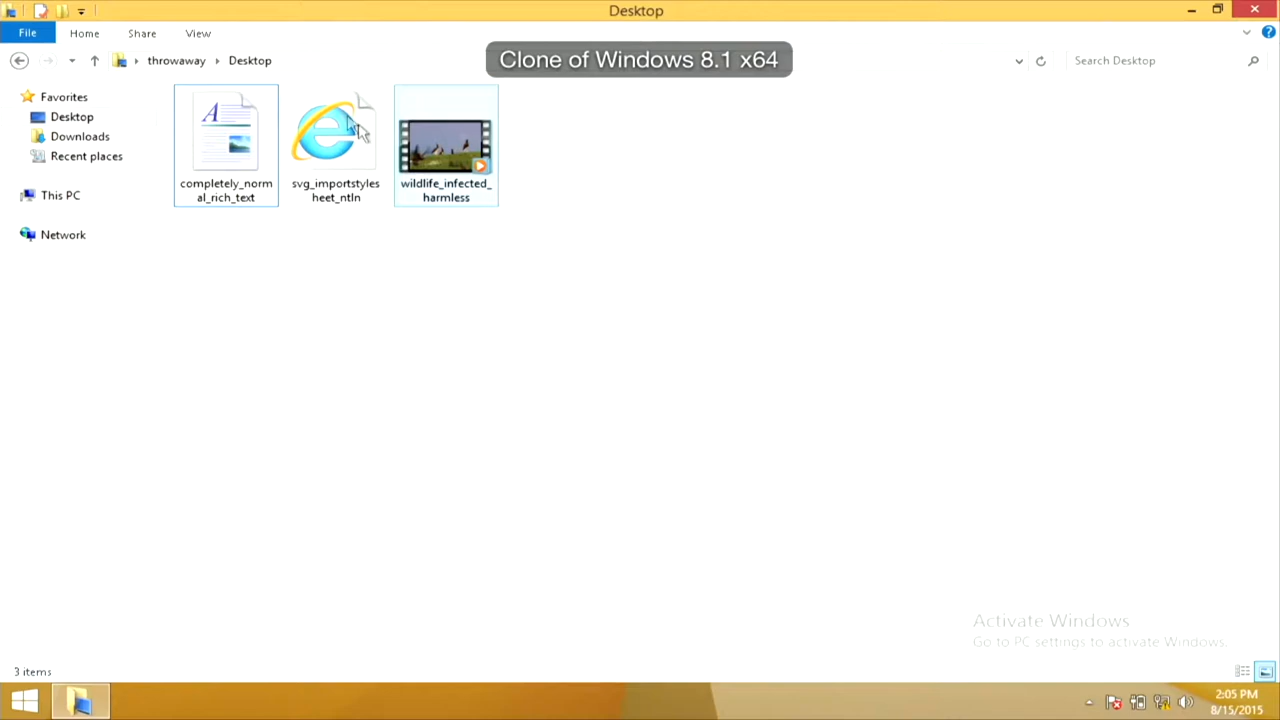 Desktop
File Home Share View
throwaway Desktop
Clone of Windows 8.1 x64
Search Desktop
Favorites
Desktop
Downloads
Recent places
This PC
Network
completely_norm
al_rich_text
svg_importstyles
heet_ntln
wildlife_infected_
harmless
Activate Windows
Go to PC settings to activate Windows.
3 items
2:05 PM
8/15/2015